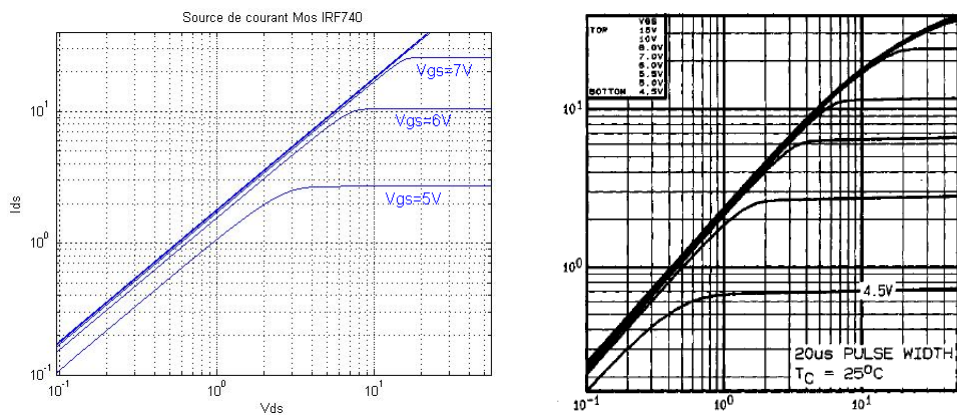 Source de courant Mos IRF740
Vgs=7V
Vgs=6V
Vgs=5V
Ids
Vds
10^1
10^0
10^-1
10^-1
10^0
10^1
VGS
TOP 15V
10V
8.0V
7.0V
6.0V
5.5V
5.0V
BOTTOM 4.5V
10^1
10^0
4.5V
20us PULSE WIDTH
T_C = 25°C
10^-1
10^0
10^1